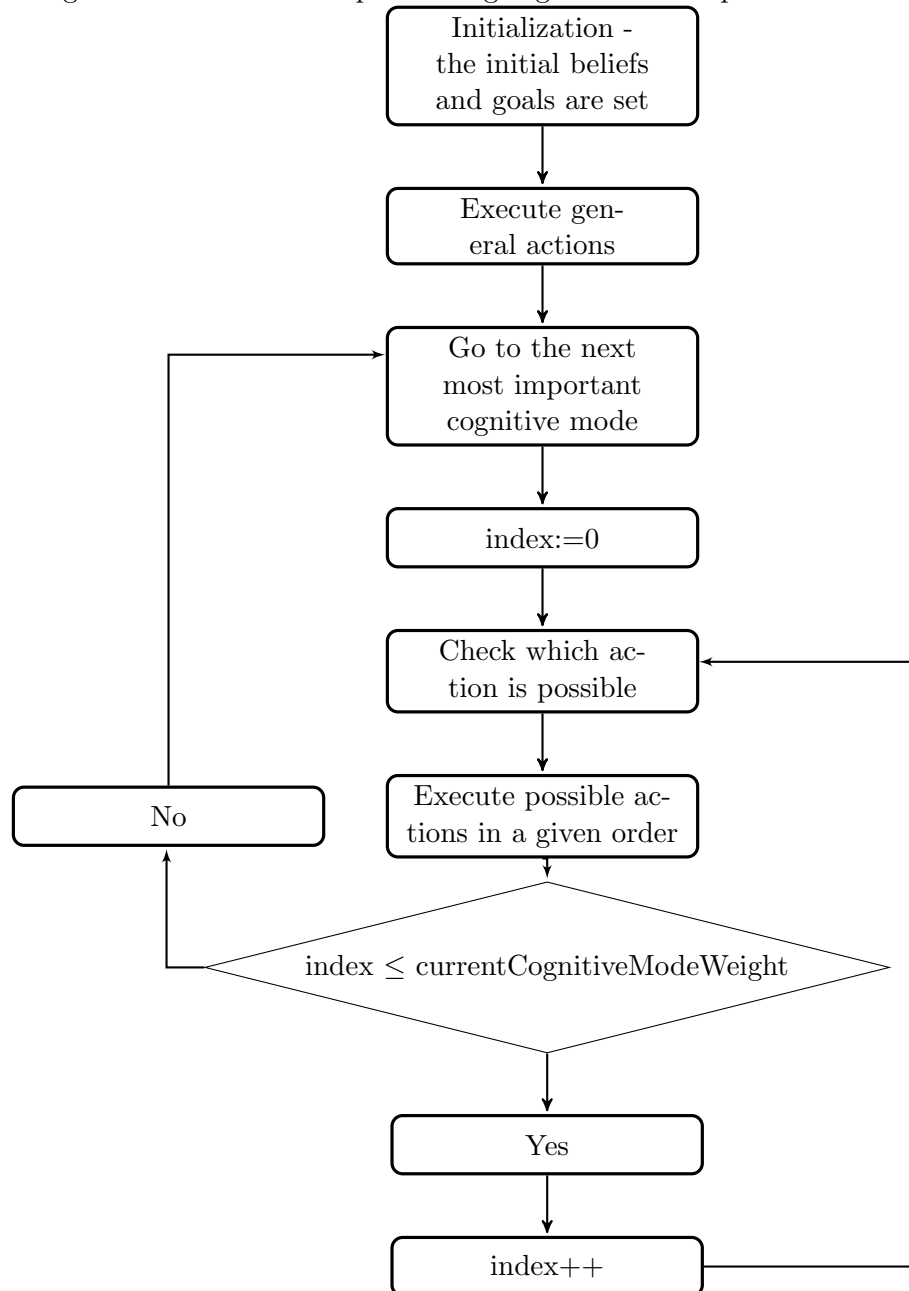 Initialization -
the initial beliefs
and goals are set
Execute gen-
eral actions
Go to the next
most important
cognitive mode
index:=0
Check which ac-
tion is possible
Execute possible ac-
tions in a given order
No
index ≤ currentCognitiveModeWeight
Yes
index++